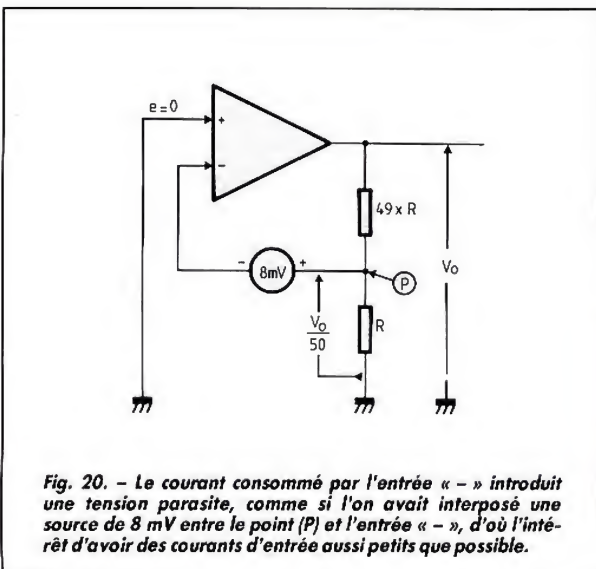 e=0
+
-
49 x R
- 8mV +
P
Vo
Vo
50
R
Fig. 20. – Le courant consommé par l'entrée « – » introduit
une tension parasite, comme si l'on avait interposé une
source de 8 mV entre le point (P) et l'entrée « – », d'où l'inté-
rêt d'avoir des courants d'entrée aussi petits que possible.